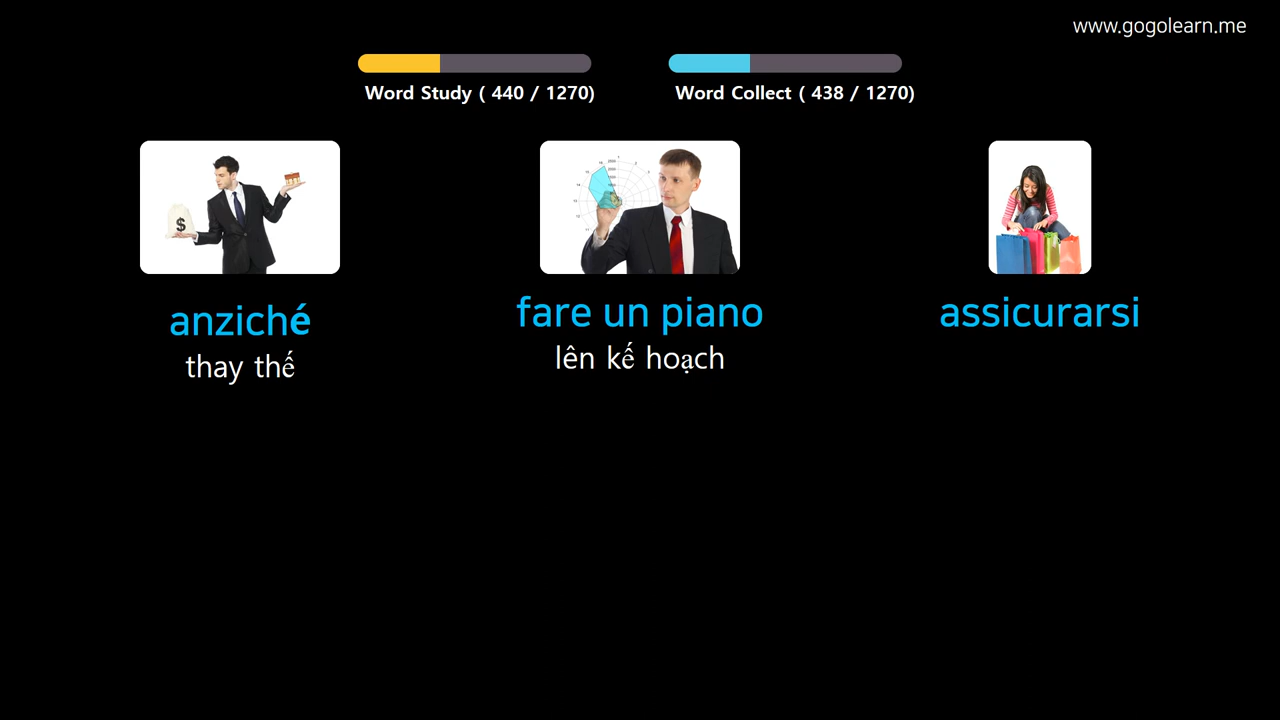 www.gogolearn.me
Word Study ( 440 / 1270)
Word Collect ( 438 / 1270)
anziché
thay thế
fare un piano
lên kế hoạch
assicurarsi